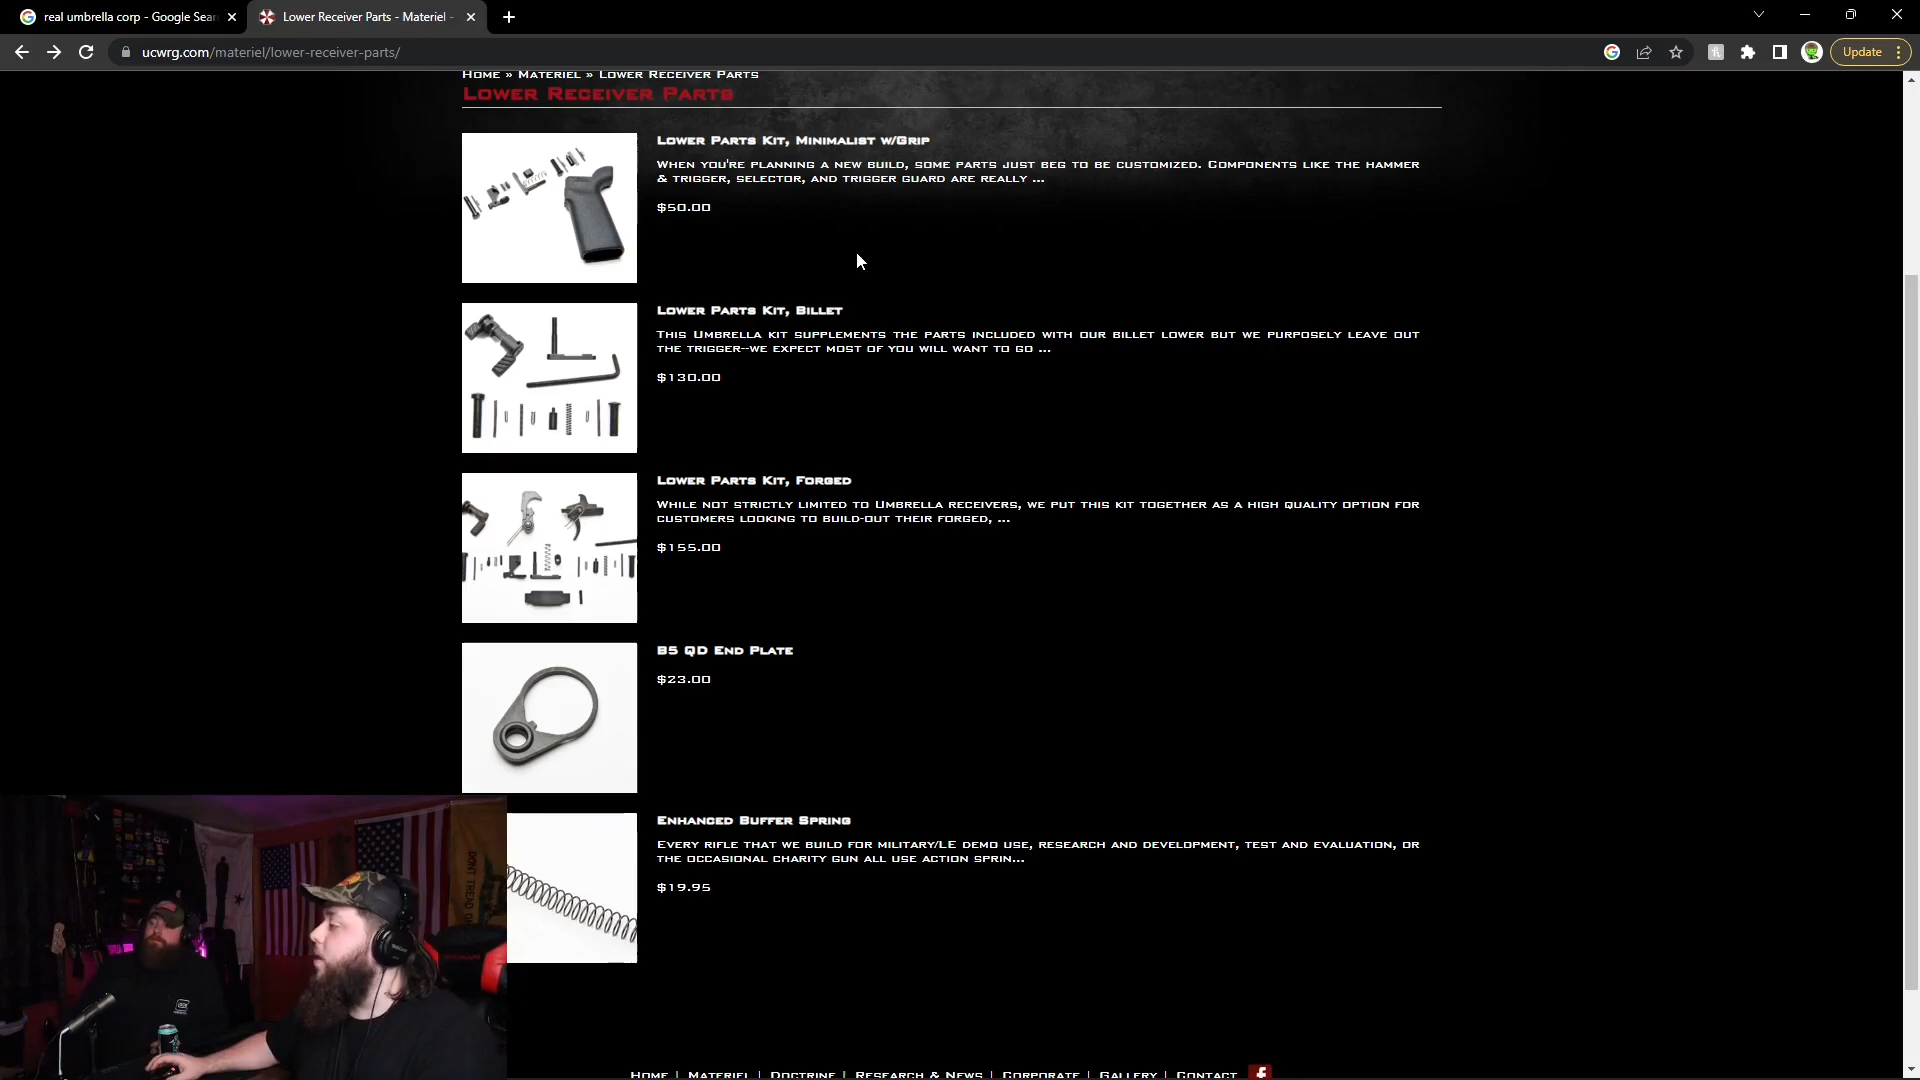 real umbrella corp - Google Sear
Lower Receiver Parts - Materiel -
ucwrg.com/materiel/lower-receiver-parts/
Update
Home » Materiel » Lower Receiver Parts
Lower Receiver Parts
Lower Parts Kit, Minimalist w/Grip
When you're planning a new build, some parts just beg to be customized. Components like the hammer
& trigger, selector, and trigger guard are really ...
$50.00
Lower Parts Kit, Billet
This Umbrella kit supplements the parts included with our billet lower but we purposely leave out
the trigger--we expect most of you will want to go ...
$130.00
Lower Parts Kit, Forged
While not strictly limited to Umbrella receivers, we put this kit together as a high quality option for
customers looking to build-out their forged, ...
$155.00
B5 QD End Plate
$23.00
Enhanced Buffer Spring
Every rifle that we build for military/LE demo use, research and development, test and evaluation, or
the occasional charity gun all use action sprin...
$19.95
DONT TREAD O
Home | Materiel | Doctrine | Research & News | Corporate | Gallery | Contact